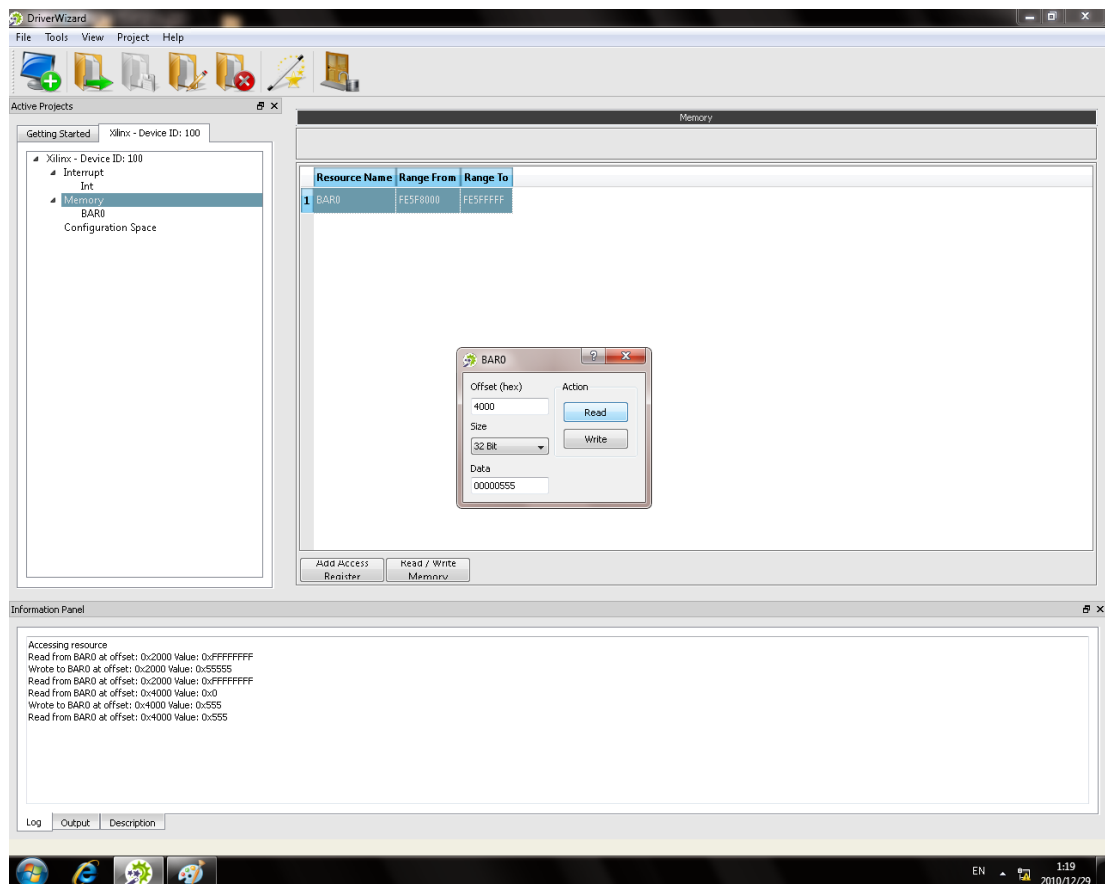 DriverWizard
File Tools View Project Help
Active Projects
Getting Started Xilinx - Device ID: 100
Xilinx - Device ID: 100
Interrupt
Int
Memory
BAR0
Configuration Space
Memory
Resource Name Range From Range To
1 BAR0 FE5F8000 FE5FFFFF
BAR0
Offset (hex) Action
4000 Read
Size
32 Bit Write
Data
00000555
Add Access Read / Write
Register Memory
Information Panel
Accessing resource
Read from BAR0 at offset: 0x2000 Value: 0xFFFFFFFF
Wrote to BAR0 at offset: 0x2000 Value: 0x55555
Read from BAR0 at offset: 0x2000 Value: 0xFFFFFFFF
Read from BAR0 at offset: 0x4000 Value: 0x0
Wrote to BAR0 at offset: 0x4000 Value: 0x555
Read from BAR0 at offset: 0x4000 Value: 0x555
Log Output Description
EN 1:19
2010/12/29